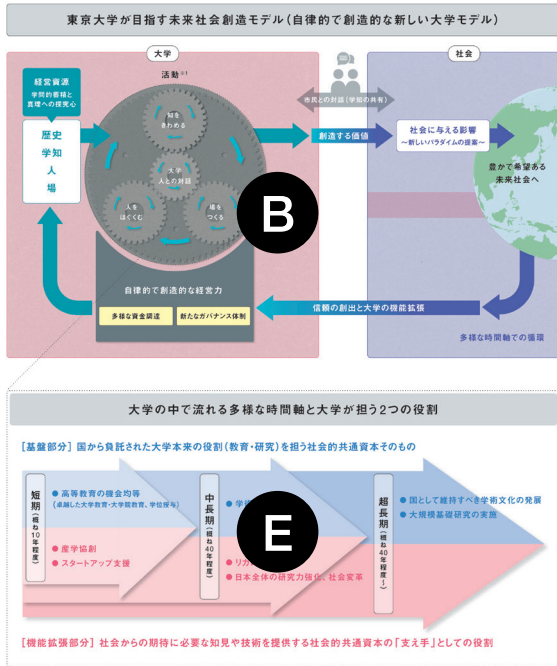 東京大学が目指す未来社会創造モデル（自律的で創造的な新しい大学モデル）
大学
社会
活動※1
経営資源
学問的蓄積と
真理への探究心
歴史
学知
人
場
知を
きわめる
大学
人との対話
人を
はぐくむ
場を
つくる
市民との対話（学知の共有）
創造する価値
社会に与える影響
〜新しいパラダイムの提案〜
豊かで希望ある
未来社会へ
B
自律的で創造的な経営力
多様な資金調達
新たなガバナンス体制
信頼の創出と大学の機能拡張
多様な時間軸での循環
大学の中で流れる多様な時間軸と大学が担う2つの役割
［基盤部分］国から負託された大学本来の役割（教育・研究）を担う社会的共通資本そのもの
短期（概ね10年程度）
● 高等教育の機会均等
（卓越した大学教育・大学院教育、学位授与）
● 産学協創
● スタートアップ支援
中長期（概ね40年程度）
● 学術
E
● リカ
● 日本全体の研究力強化、社会変革
超長期（概ね40年程度〜）
● 国として維持すべき学術文化の発展
● 大規模基礎研究の実施
［機能拡張部分］社会からの期待に必要な知見や技術を提供する社会的共通資本の「支え手」としての役割